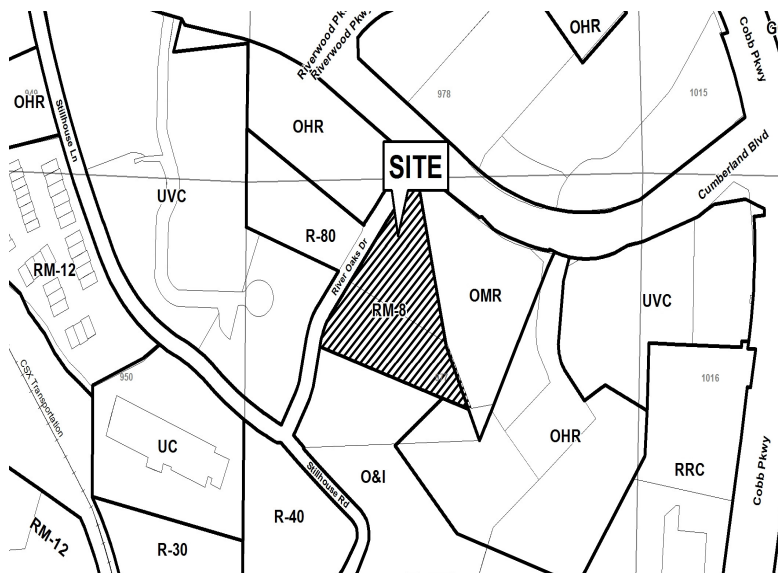 Riverwood Pkwy
Riverwood Pkwy
OHR
Cobb Pkwy
G
OHR
949
Stillhouse Ln
978
1015
OHR
SITE
Cumberland Blvd
UVC
R-80
River Oaks Dr
RM-12
RM-8
OMR
UVC
CSX Transportation
950
1016
UC
OHR
O&I
RRC
Cobb Pkwy
Stillhouse Rd
R-40
RM-12
R-30